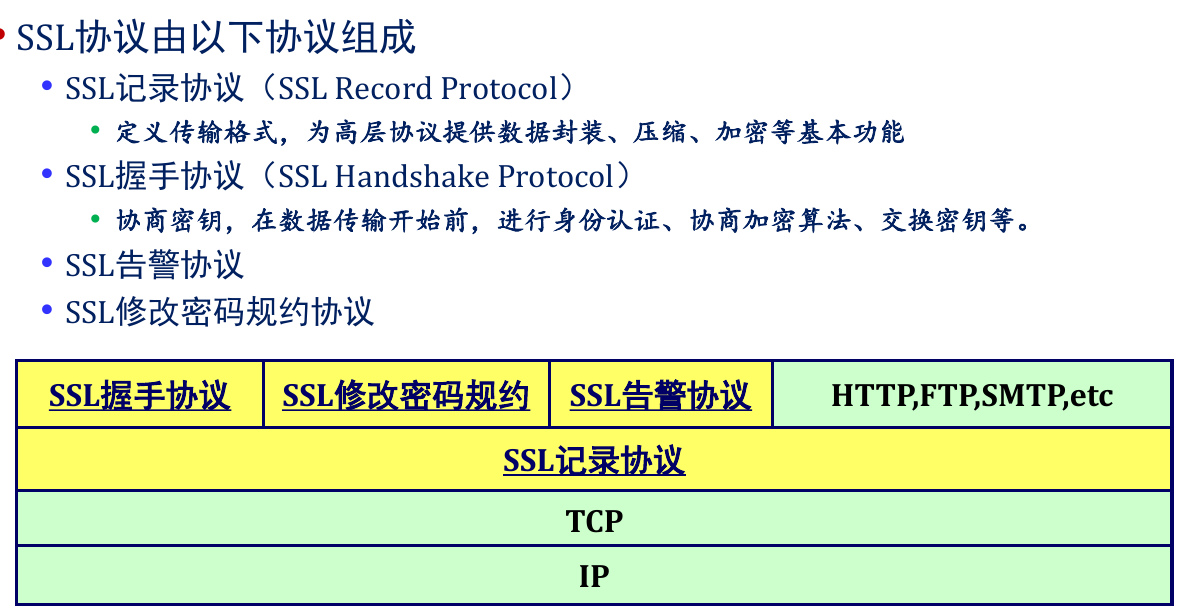 SSL协议由以下协议组成
SSL记录协议（SSL Record Protocol）
定义传输格式，为高层协议提供数据封装、压缩、加密等基本功能
SSL握手协议（SSL Handshake Protocol）
协商密钥，在数据传输开始前，进行身份认证、协商加密算法、交换密钥等。
SSL告警协议
SSL修改密码规约协议
SSL握手协议 SSL修改密码规约 SSL告警协议 HTTP,FTP,SMTP,etc
SSL记录协议
TCP
IP